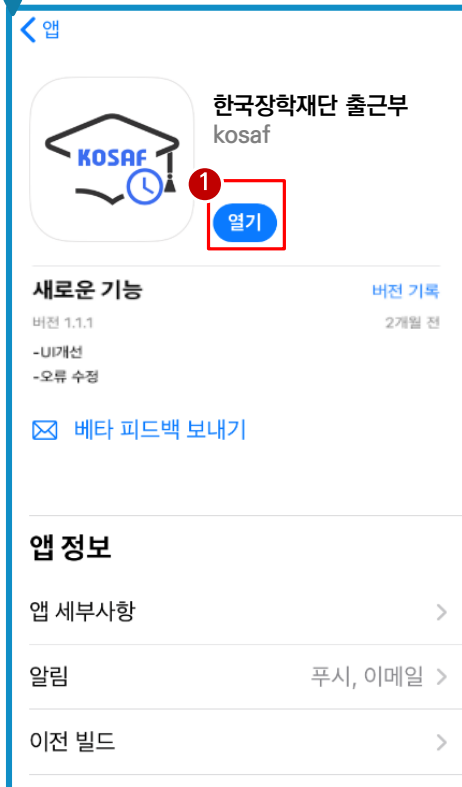 앱
한국장학재단 출근부
kosaf
KOSAF
1
열기
새로운 기능
버전 기록
버전 1.1.1
2개월 전
-UI개선
-오류 수정
베타 피드백 보내기
앱 정보
앱 세부사항
알림
푸시, 이메일
이전 빌드